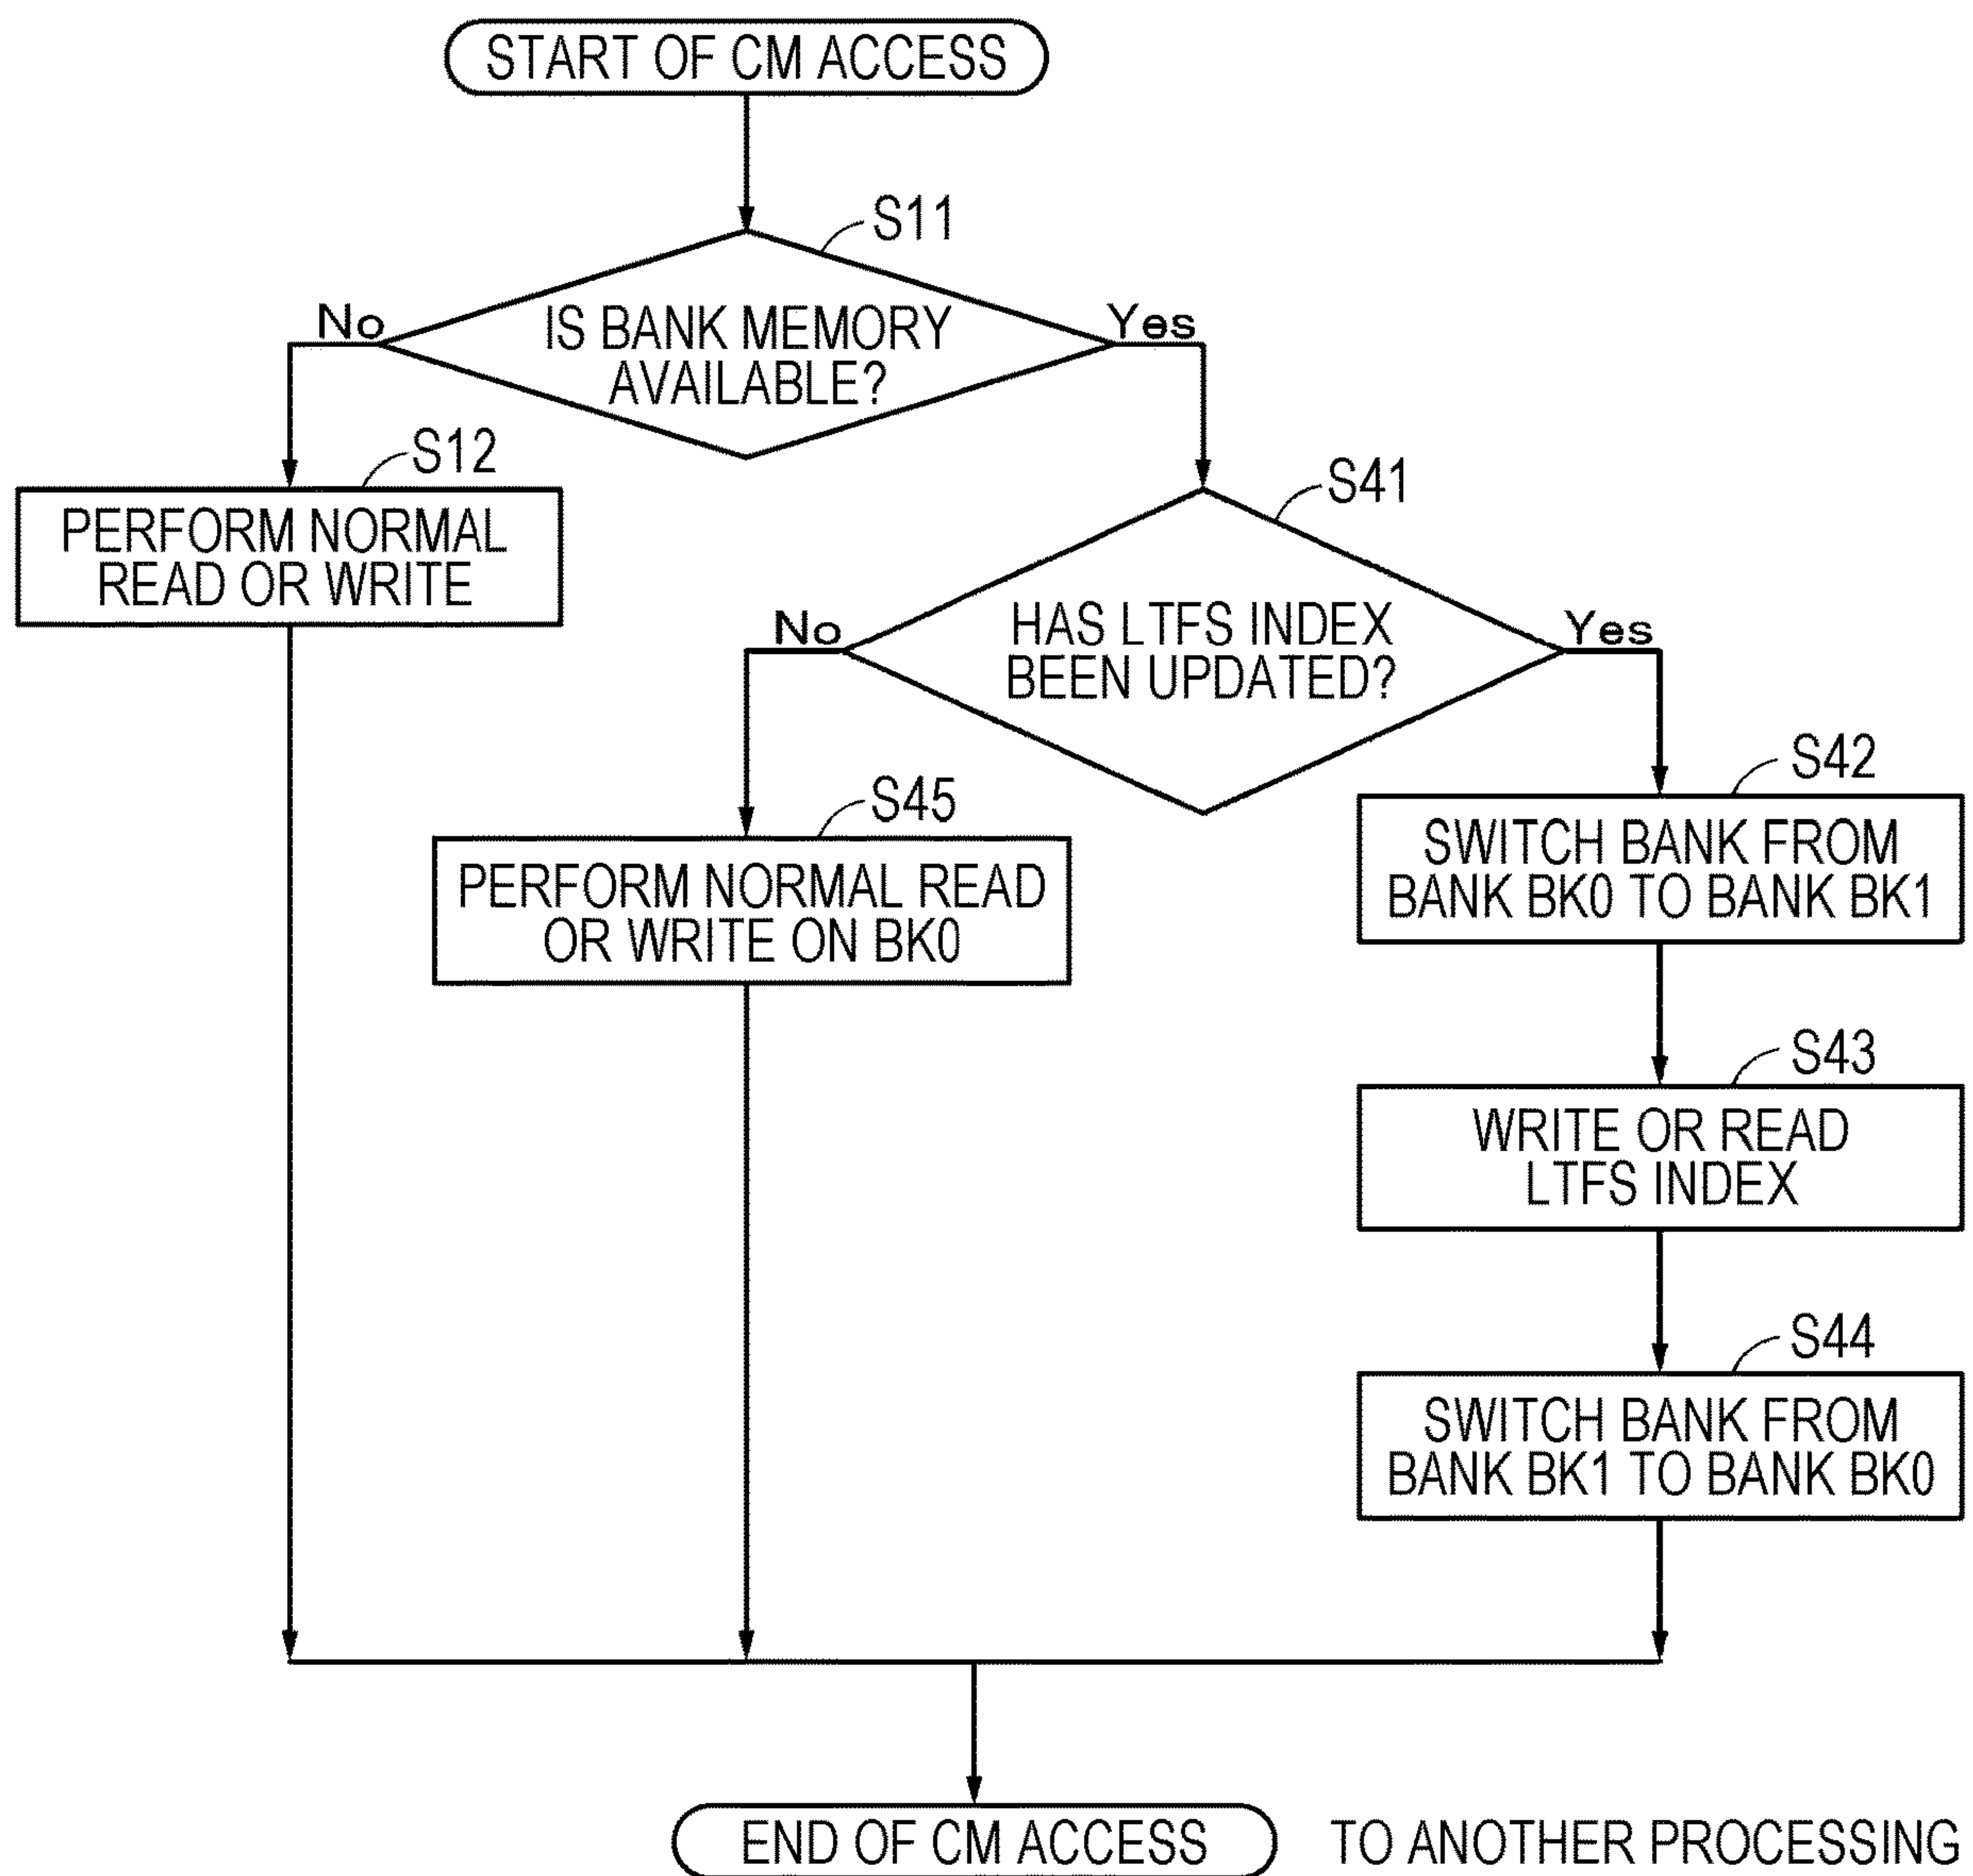 START OF CM ACCESS
S11
No
IS BANK MEMORY
AVAILABLE?
Yes
S12
PERFORM NORMAL
READ OR WRITE
S41
No
HAS LTFS INDEX
BEEN UPDATED?
Yes
S45
PERFORM NORMAL READ
OR WRITE ON BK0
S42
SWITCH BANK FROM
BANK BK0 TO BANK BK1
S43
WRITE OR READ
LTFS INDEX
S44
SWITCH BANK FROM
BANK BK1 TO BANK BK0
END OF CM ACCESS
TO ANOTHER PROCESSING